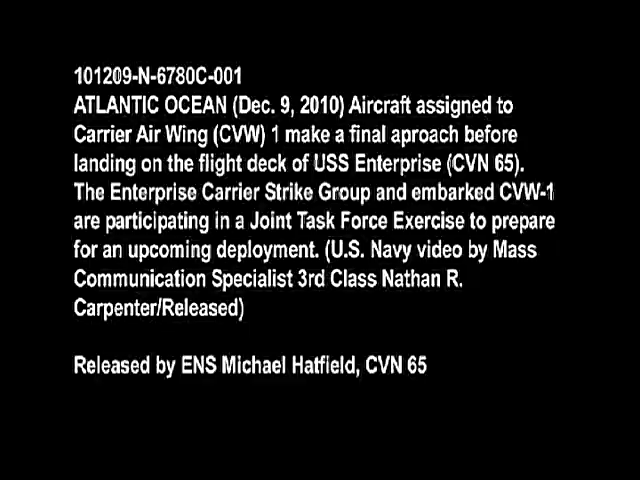 101209-N-6780C-001
ATLANTIC OCEAN (Dec. 9, 2010) Aircraft assigned to
Carrier Air Wing (CVW) 1 make a final aproach before
landing on the flight deck of USS Enterprise (CVN 65).
The Enterprise Carrier Strike Group and embarked CVW-1
are participating in a Joint Task Force Exercise to prepare
for an upcoming deployment. (U.S. Navy video by Mass
Communication Specialist 3rd Class Nathan R.
Carpenter/Released)
Released by ENS Michael Hatfield, CVN 65